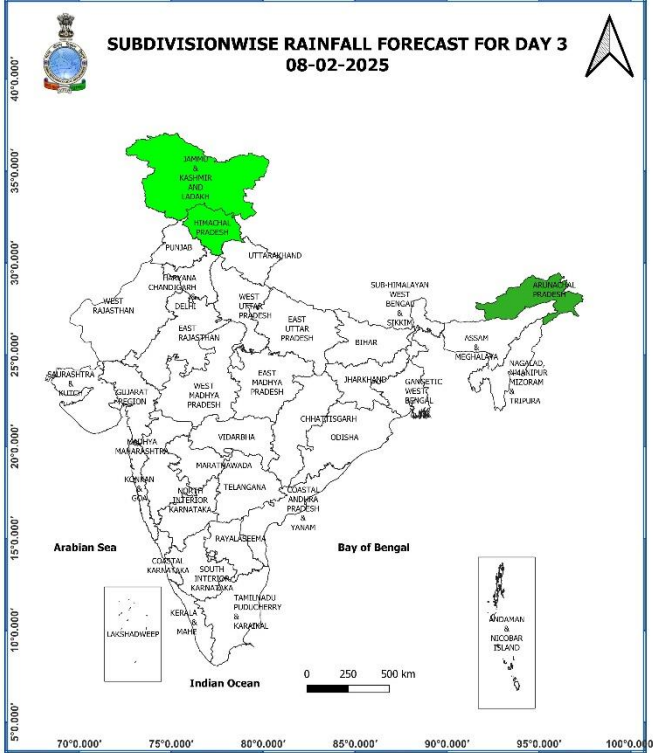 SUBDIVISIONWISE RAINFALL FORECAST FOR DAY 3
08-02-2025
40°0.000'
35°0.000'
30°0.000'
25°0.000'
20°0.000'
15°0.000'
10°0.000'
5°0.000'
JAMMU
&
KASHMIR
AND
LADAKH
HIMACHAL
PRADESH
PUNJAB
UTTARAKHAND
HARYANA
CHANDIGARH
&
DELHI
WEST
RAJASTHAN
WEST
UTTAR
PRADESH
EAST
UTTAR
PRADESH
SUB-HIMALAYAN
WEST
BENGAL
&
SIKKIM
ARUNACHAL
PRADESH
EAST
RAJASTHAN
BIHAR
ASSAM
&
MEGHALAYA
NAGALAD,
MANIPUR
MIZORAM
&
TRIPURA
SAURASHTRA
&
KUTCH
GUJARAT
REGION
WEST
MADHYA
PRADESH
EAST
MADHYA
PRADESH
JHARKHAND
GANGETIC
WEST
BENGAL
CHHATTISGARH
ODISHA
MADHYA
MAHARASHTRA
VIDARBHA
MARATHAWADA
KONKAN
&
GOA
NORTH
INTERIOR
KARNATAKA
TELANGANA
COASTAL
ANDHRA
PRADESH
&
YANAM
Arabian Sea
RAYALASEEMA
Bay of Bengal
COASTAL
KARNATAKA
SOUTH
INTERIOR
KARNATAKA
TAMILNADU
PUDUCHERRY
&
KARAIKAL
KERALA
&
MAHE
LAKSHADWEEP
ANDAMAN
&
NICOBAR
ISLAND
Indian Ocean
0 250 500 km
70°0.000' 75°0.000' 80°0.000' 85°0.000' 90°0.000' 95°0.000' 100°0.000'